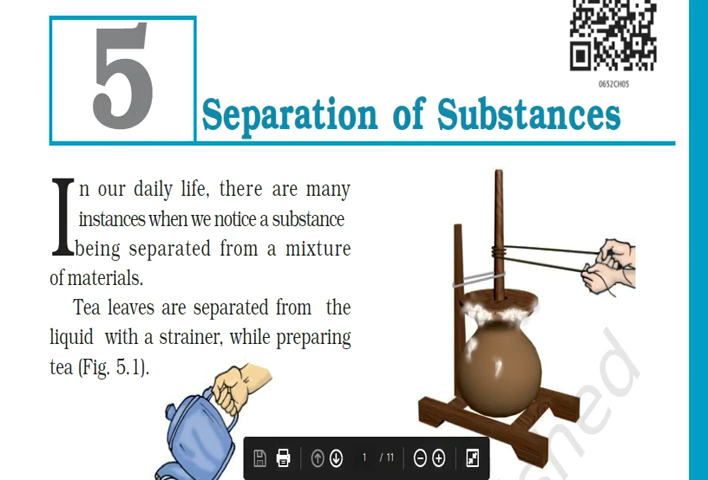 0652CH05
5
Separation of Substances
In our daily life, there are many
instances when we notice a substance
being separated from a mixture
of materials.
Tea leaves are separated from the
liquid with a strainer, while preparing
tea (Fig. 5.1).
shed
1 / 11